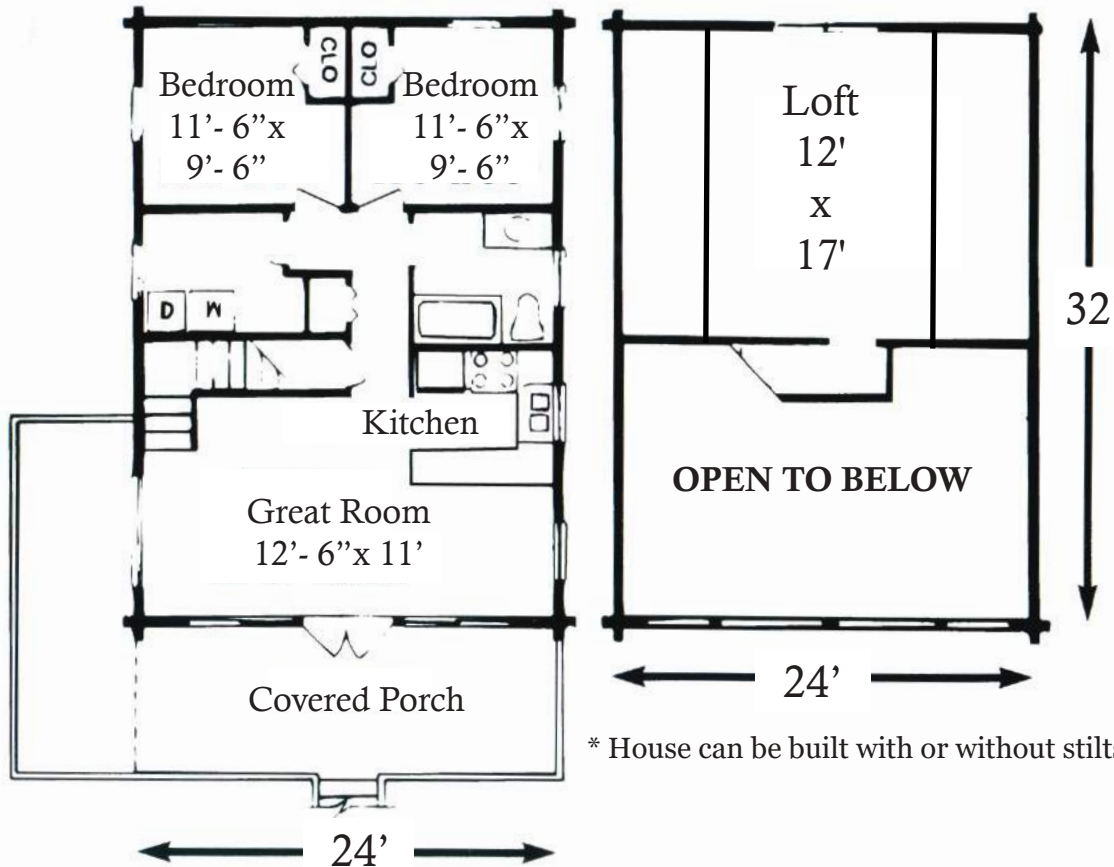 CLO
CLO
Bedroom
11'- 6”x
9'- 6”
Bedroom
11'- 6”x
9'- 6”
D
W
Kitchen
Great Room
12'- 6”x 11'
Covered Porch
24’
Loft
12'
x
17'
32
OPEN TO BELOW
24’
* House can be built with or without stilts